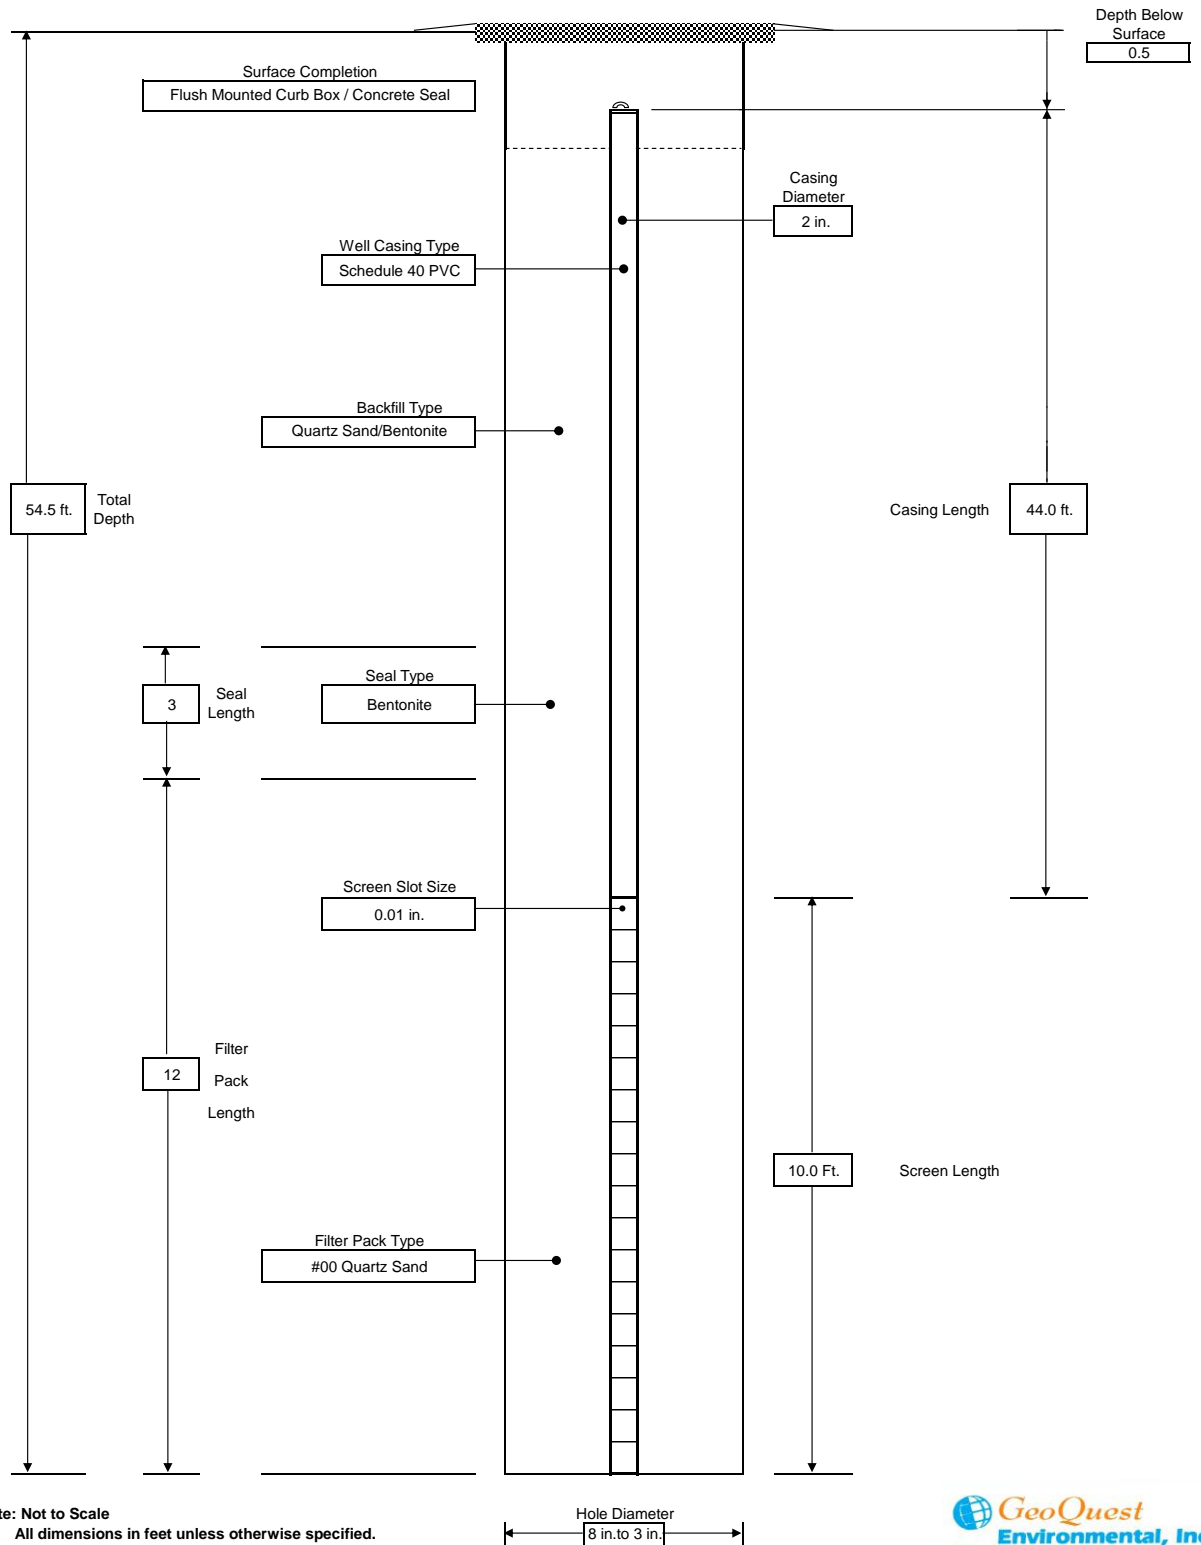 Depth Below
Surface
0.5
Surface Completion
Flush Mounted Curb Box / Concrete Seal
Casing
Diameter
2 in.
Well Casing Type
Schedule 40 PVC
Backfill Type
Quartz Sand/Bentonite
54.5 ft.
Total
Depth
Casing Length
44.0 ft.
3
Seal
Length
Seal Type
Bentonite
Screen Slot Size
0.01 in.
12
Filter
Pack
Length
10.0 Ft.
Screen Length
Filter Pack Type
#00 Quartz Sand
te: Not to Scale
All dimensions in feet unless otherwise specified.
Hole Diameter
8 in.to 3 in.
GeoQuest
Environmental, Inc